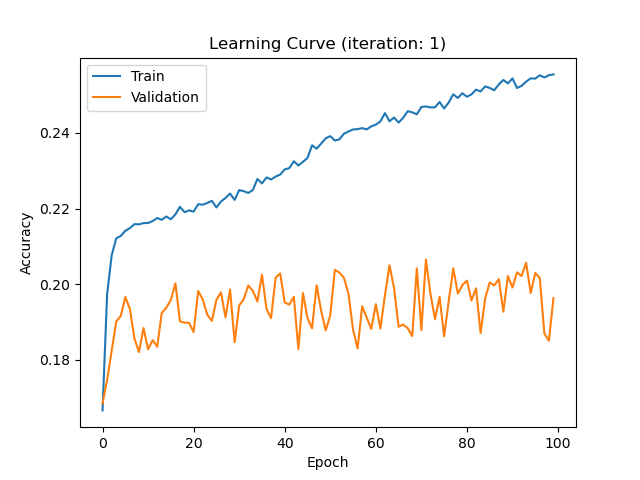 Learning Curve (iteration: 1)
Train
Validation
0.24
0.22
0.20
0.18
Accuracy
0 20 40 60 80 100
Epoch